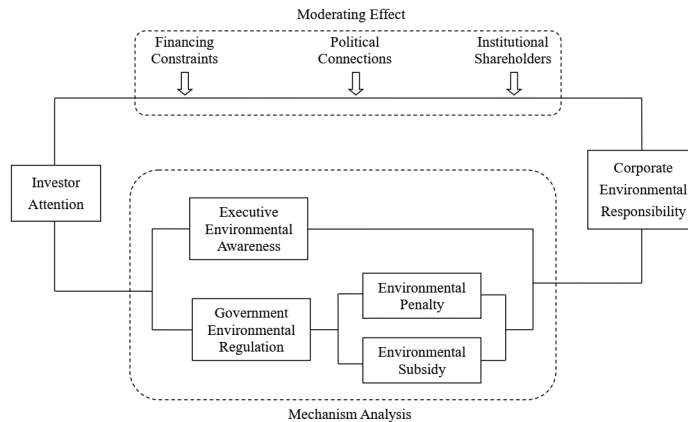 Moderating Effect
Financing
Constraints
Political
Connections
Institutional
Shareholders
Investor
Attention
Corporate
Environmental
Responsibility
Executive
Environmental
Awareness
Government
Environmental
Regulation
Environmental
Penalty
Environmental
Subsidy
Mechanism Analysis